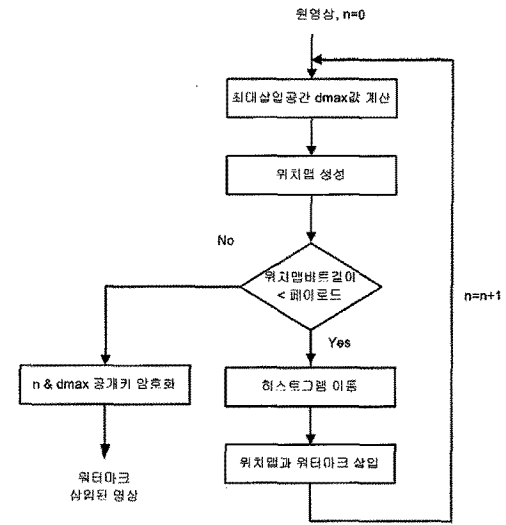 원영상, n=0
최대삽입공간 dmax값 계산
위치맵 생성
No
위치맵비트길이
< 페이로드
n=n+1
Yes
n & dmax 공개키 암호화
히스토그램 이동
위치맵과 워터마크 삽입
워터마크
삽입된 영상